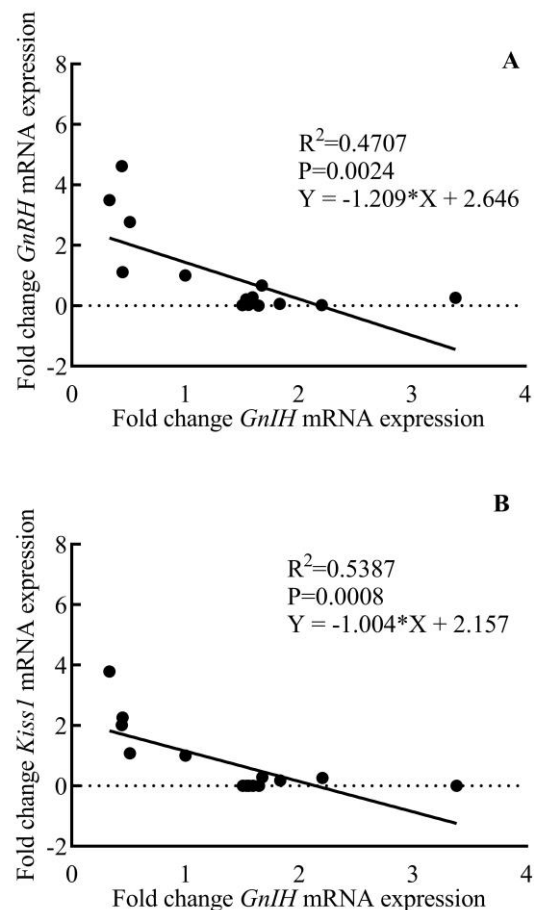 A
Fold change GnRH mRNA expression
8
6
4
2
0
-2
R²=0.4707
P=0.0024
Y = -1.209*X + 2.646
0 1 2 3 4
Fold change GnIH mRNA expression
B
Fold change Kiss1 mRNA expression
8
6
4
2
0
-2
R²=0.5387
P=0.0008
Y = -1.004*X + 2.157
0 1 2 3 4
Fold change GnIH mRNA expression